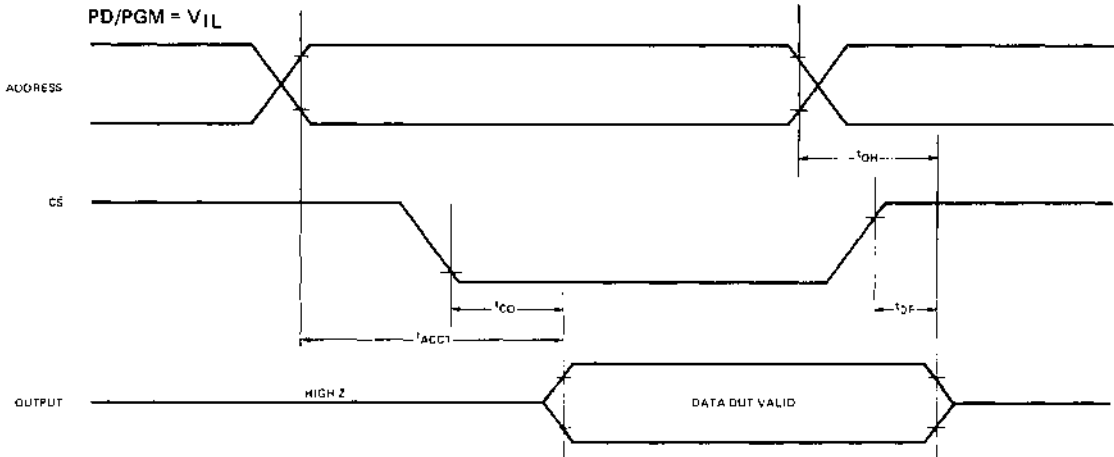 PD/PGM = VIL
ADDRESS
tOH
CS
tCO
tDF
tACC1
HIGH Z
OUTPUT
DATA OUT VALID